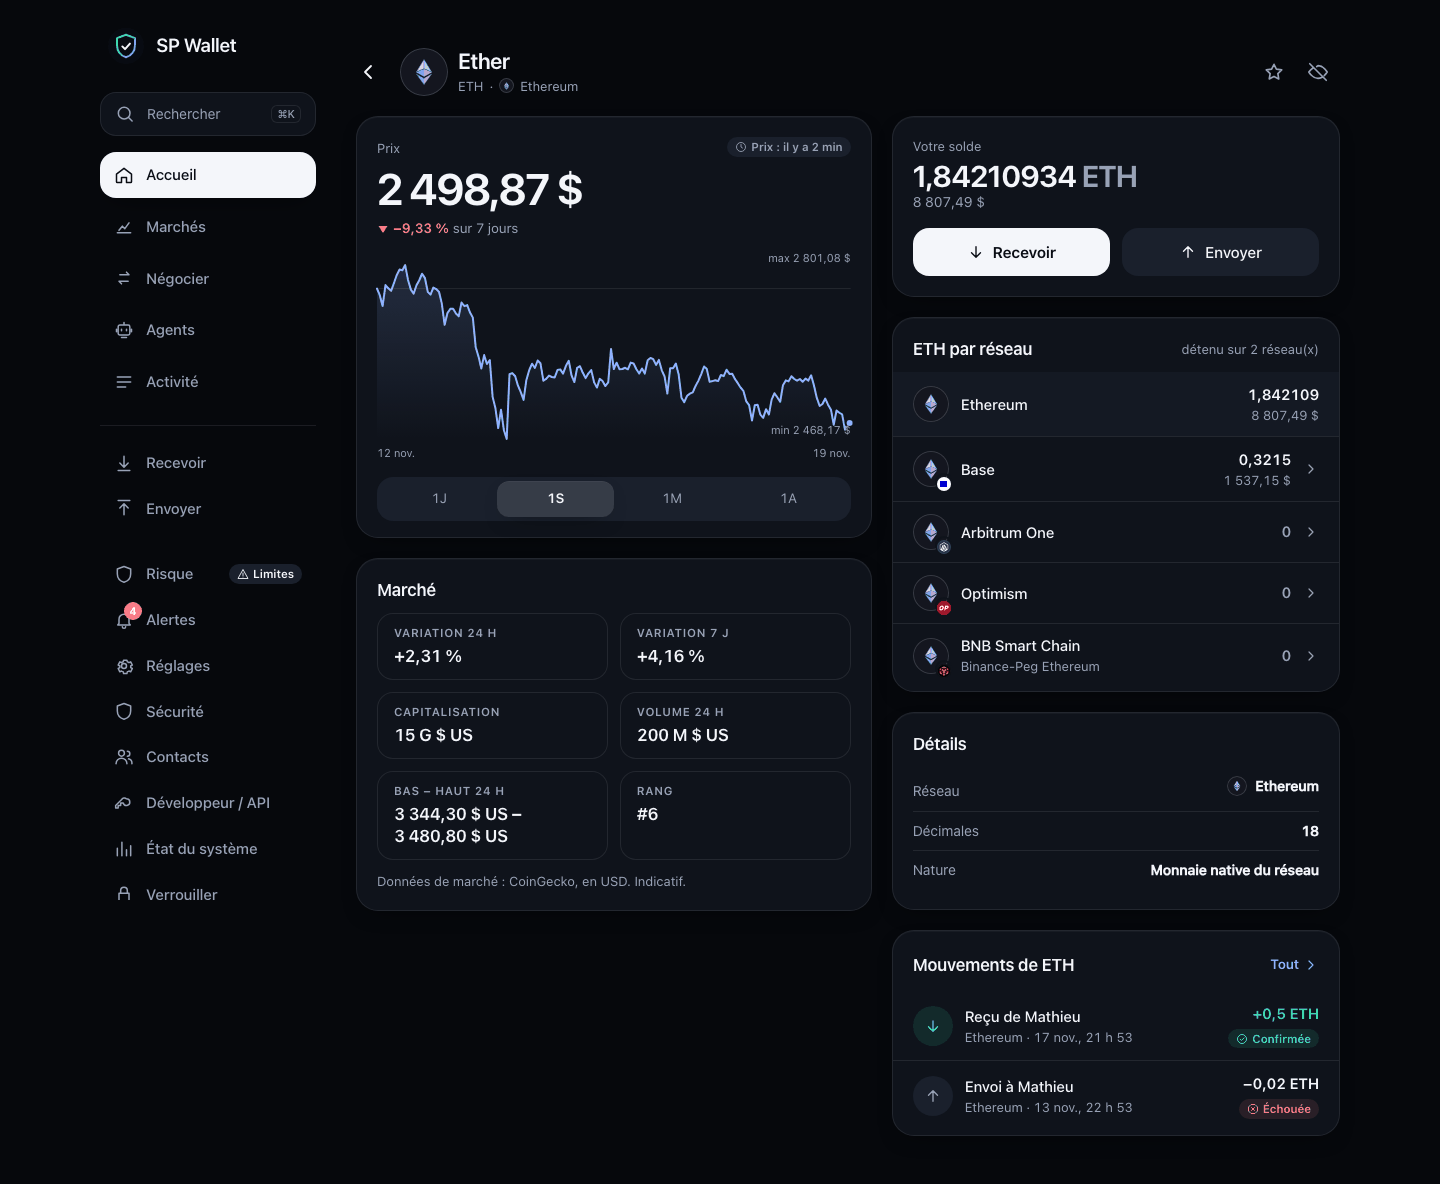 SP Wallet
Rechercher ⌘K
Accueil
Marchés
Négocier
Agents
Activité
Recevoir
Envoyer
Risque Limites
4
Alertes
Réglages
Sécurité
Contacts
Développeur / API
État du système
Verrouiller
Ether
ETH · Ethereum
Prix
Prix : il y a 2 min
2 498,87 $
−9,33 % sur 7 jours
max 2 801,08 $
min 2 468,17 $
12 nov. 19 nov.
1J 1S 1M 1A
Marché
VARIATION 24 H
+2,31 %
VARIATION 7 J
+4,16 %
CAPITALISATION
15 G $ US
VOLUME 24 H
200 M $ US
BAS – HAUT 24 H
3 344,30 $ US –
3 480,80 $ US
RANG
#6
Données de marché : CoinGecko, en USD. Indicatif.
Votre solde
1,84210934 ETH
8 807,49 $
Recevoir
Envoyer
ETH par réseau
détenu sur 2 réseau(x)
Ethereum
1,842109
8 807,49 $
Base
0,3215
1 537,15 $
Arbitrum One
0
OP
Optimism
0
BNB Smart Chain
Binance-Peg Ethereum
0
Détails
Réseau Ethereum
Décimales 18
Nature Monnaie native du réseau
Mouvements de ETH
Tout
Reçu de Mathieu
Ethereum · 17 nov., 21 h 53
+0,5 ETH
Confirmée
Envoi à Mathieu
Ethereum · 13 nov., 22 h 53
−0,02 ETH
Échouée